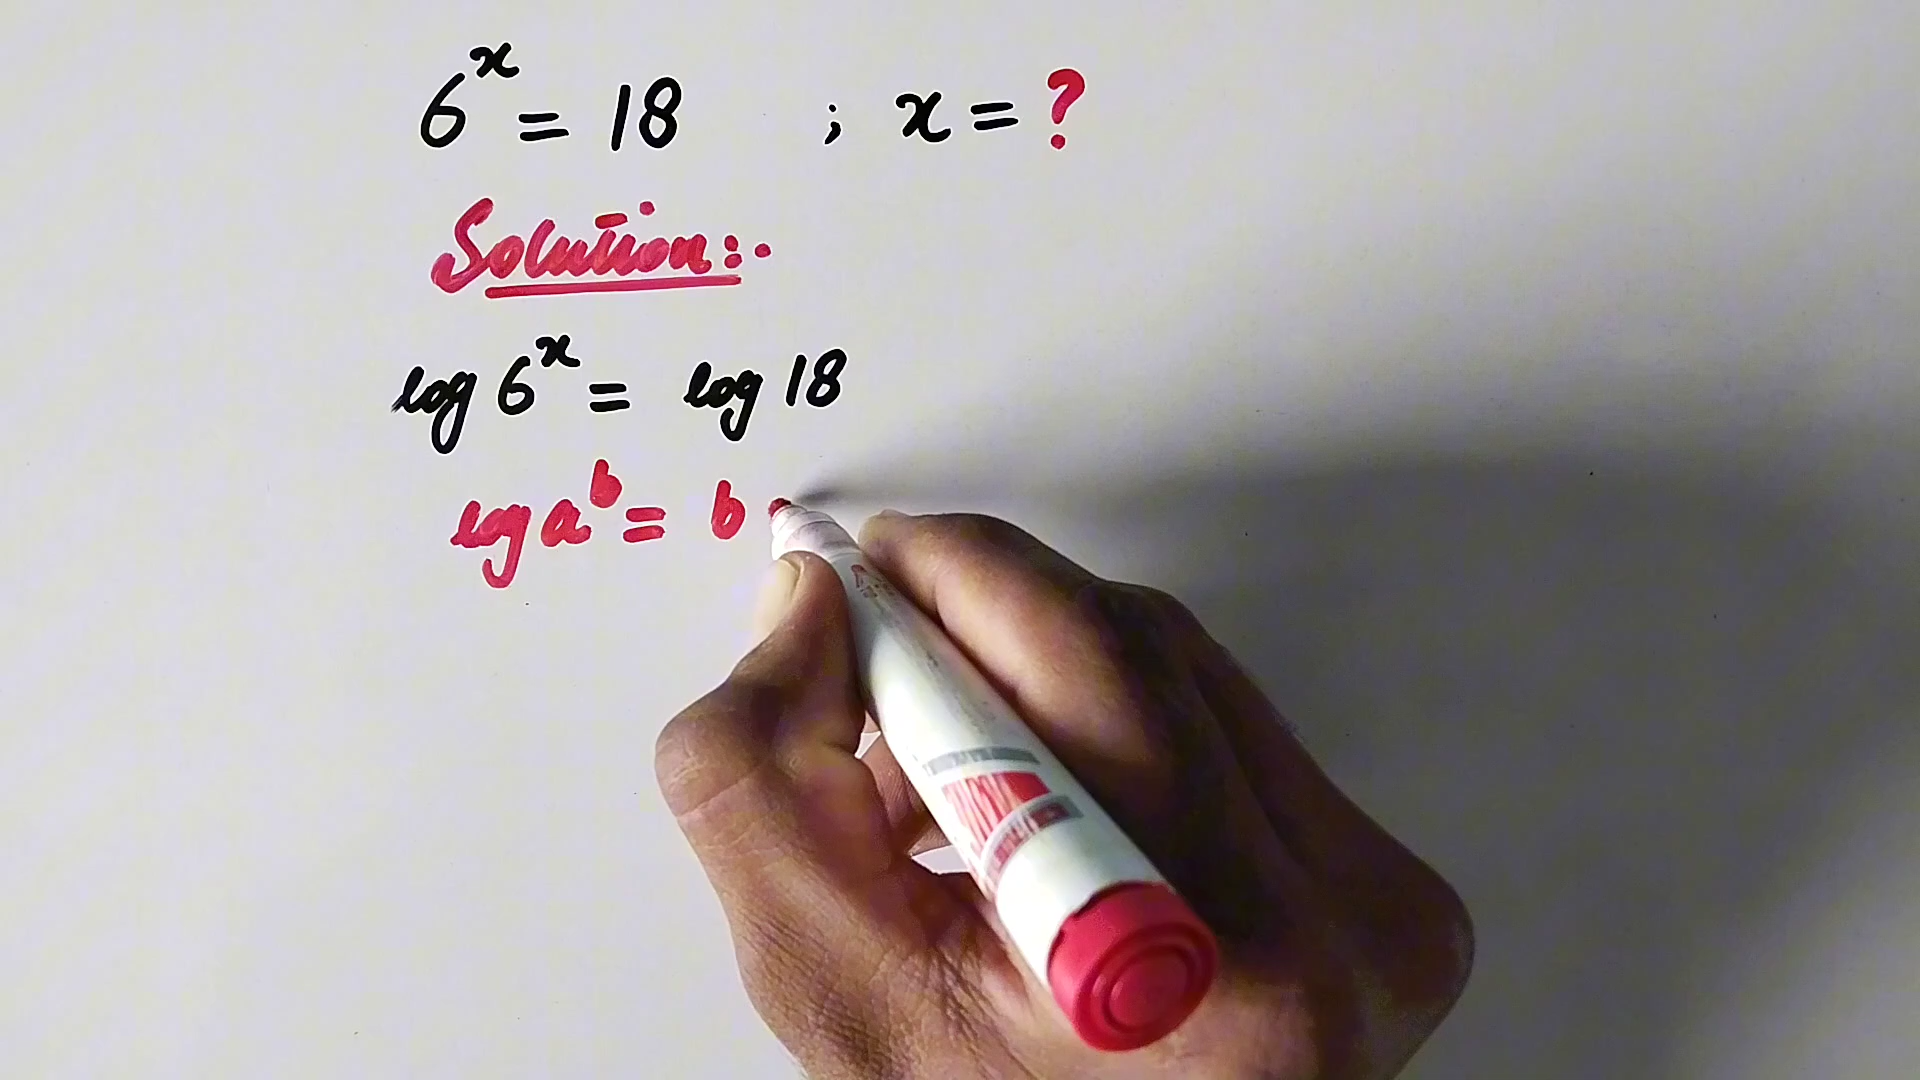 6^x = 18 ; x = ?
Solution:-
log 6^x = log 18
log a^b = b